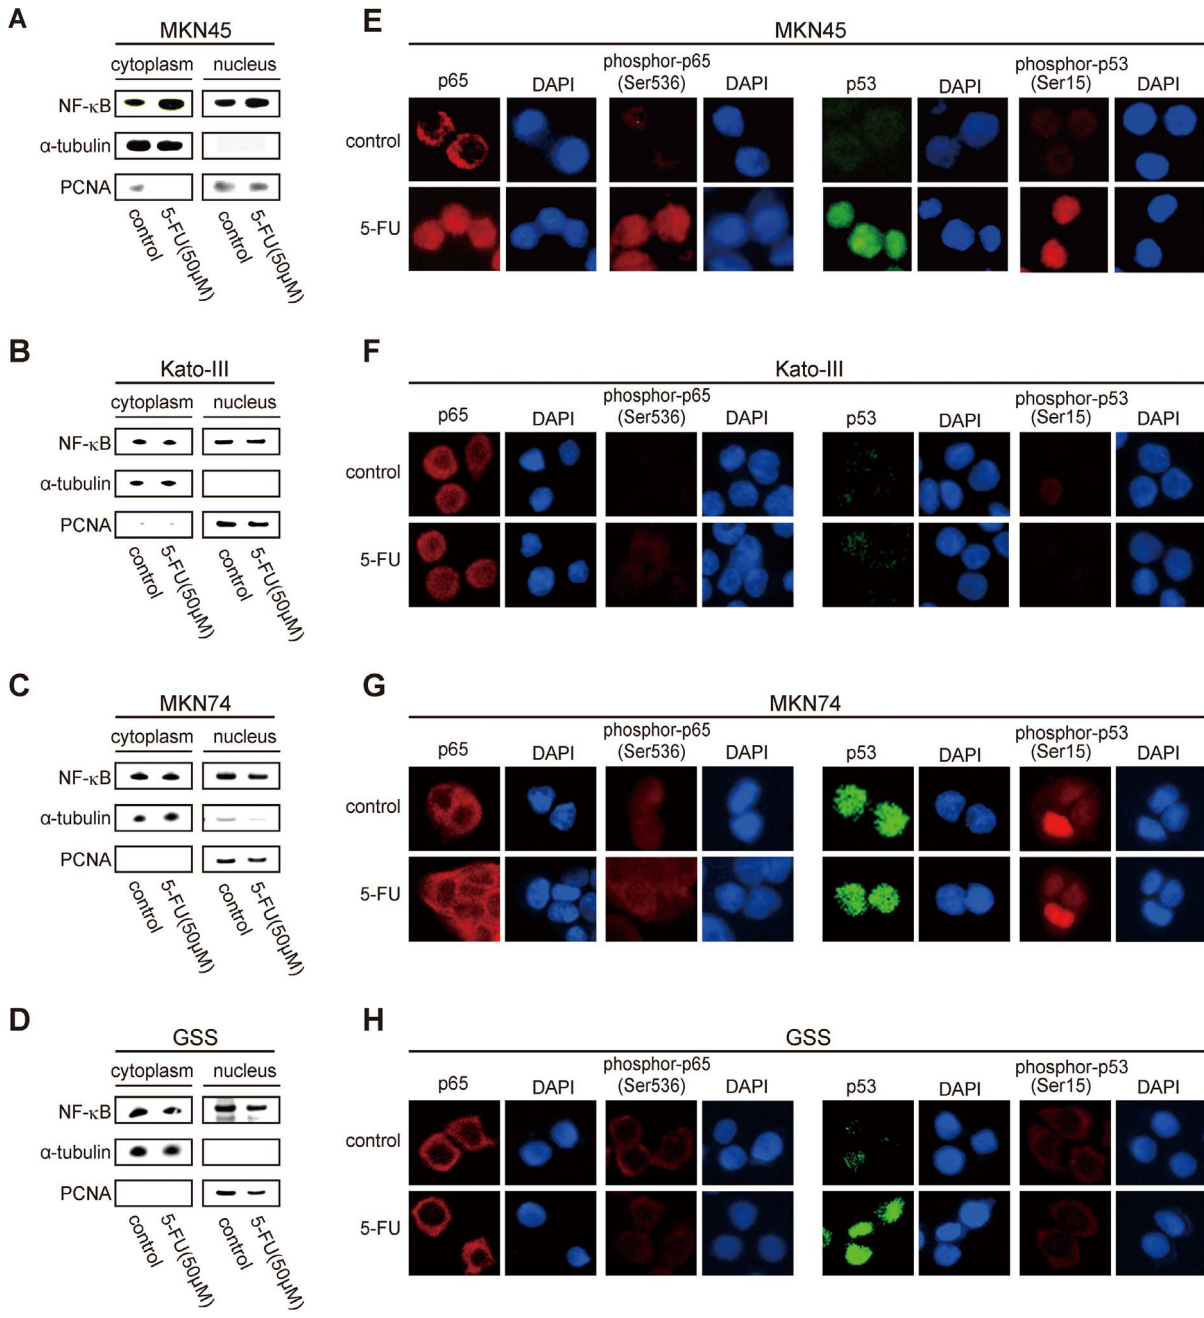 A
MKN45
cytoplasm nucleus
NF-κB
α-tubulin
PCNA
control 5-FU(50μM) control 5-FU(50μM)
E
MKN45
p65 DAPI phosphor-p65 (Ser536) DAPI p53 DAPI phosphor-p53 (Ser15) DAPI
control
5-FU
B
Kato-III
cytoplasm nucleus
NF-κB
α-tubulin
PCNA
control 5-FU(50μM) control 5-FU(50μM)
F
Kato-III
p65 DAPI phosphor-p65 (Ser536) DAPI p53 DAPI phosphor-p53 (Ser15) DAPI
control
5-FU
C
MKN74
cytoplasm nucleus
NF-κB
α-tubulin
PCNA
control 5-FU(50μM) control 5-FU(50μM)
G
MKN74
p65 DAPI phosphor-p65 (Ser536) DAPI p53 DAPI phosphor-p53 (Ser15) DAPI
control
5-FU
D
GSS
cytoplasm nucleus
NF-κB
α-tubulin
PCNA
control 5-FU(50μM) control 5-FU(50μM)
H
GSS
p65 DAPI phosphor-p65 (Ser536) DAPI p53 DAPI phosphor-p53 (Ser15) DAPI
control
5-FU